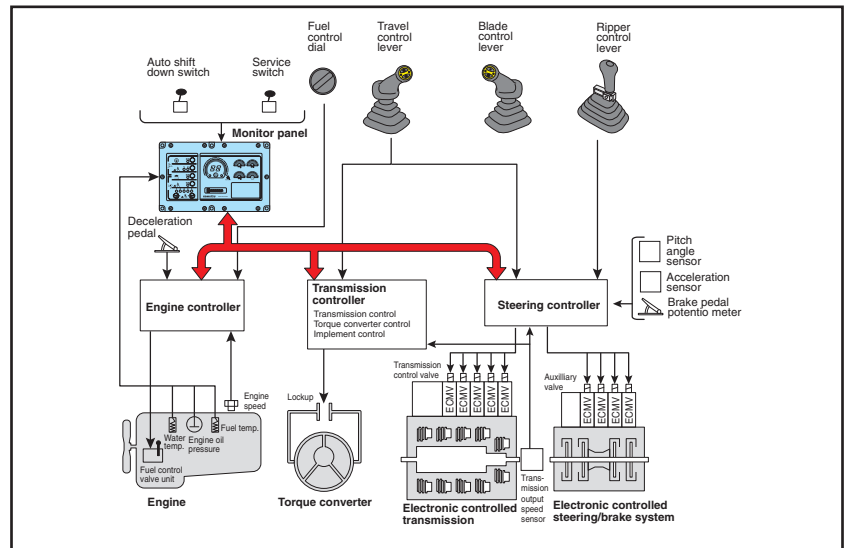 Fuel
control
dial
Travel
control
lever
Blade
control
lever
Ripper
control
lever
Auto shift
down switch
Service
switch
Monitor panel
Deceleration
pedal
Pitch
angle
sensor
Acceleration
sensor
Brake pedal
potentio meter
Engine controller
Transmission
controller
Transmission control
Torque converter control
Implement control
Steering controller
Transmission
control valve
Auxilliary
valve
ECMV
ECMV
ECMV
ECMV
ECMV
ECMV
ECMV
ECMV
ECMV
Engine
speed
Lockup
Water
temp.
Engine oil
pressure
Fuel temp.
Fuel control
valve unit
Engine
Torque converter
Electronic controlled
transmission
Trans-
mission
output
speed
sensor
Electronic controlled
steering/brake system